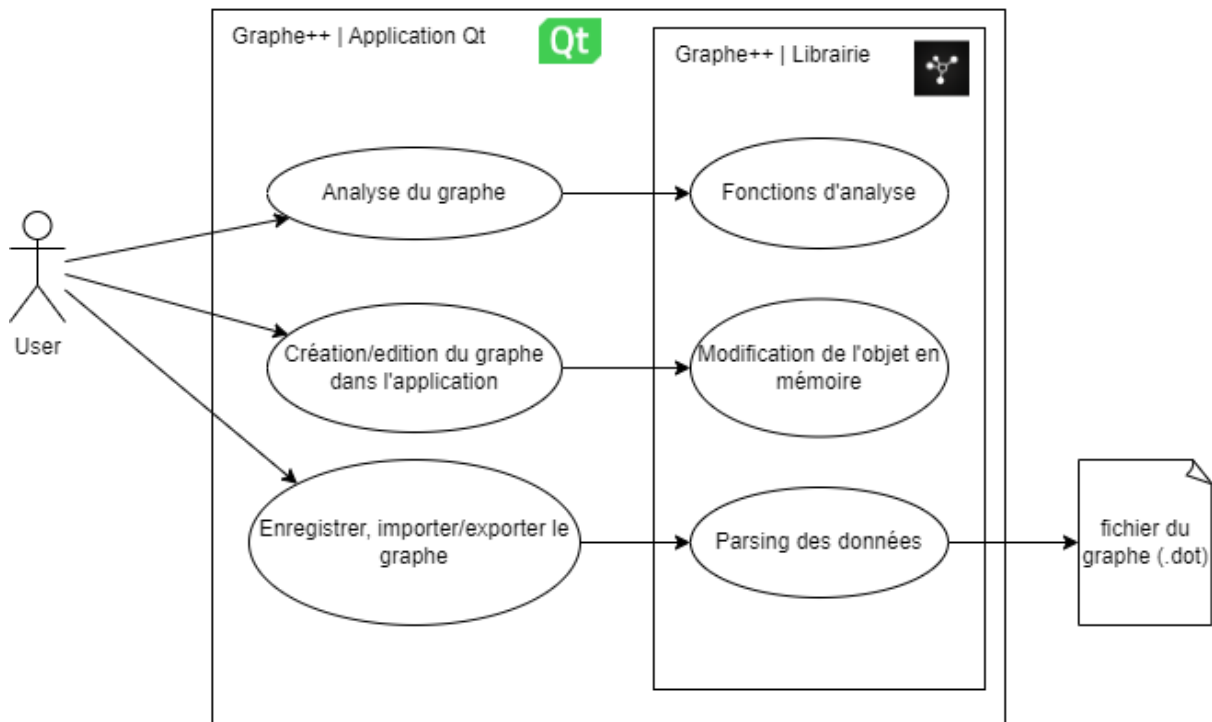 Graphe++ | Application Qt
Qt
Graphe++ | Librairie
Analyse du graphe
Fonctions d'analyse
User
Création/edition du graphe
dans l'application
Modification de l'objet en
mémoire
Enregistrer, importer/exporter le
graphe
Parsing des données
fichier du
graphe (.dot)